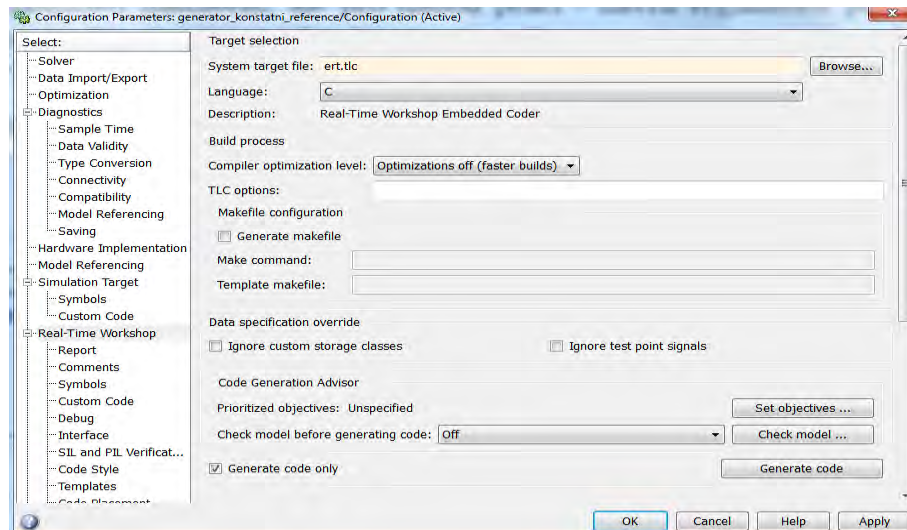 Configuration Parameters: generator_konstatni_reference/Configuration (Active)
Select:
Solver
Data Import/Export
Optimization
Diagnostics
Sample Time
Data Validity
Type Conversion
Connectivity
Compatibility
Model Referencing
Saving
Hardware Implementation
Model Referencing
Simulation Target
Symbols
Custom Code
Real-Time Workshop
Report
Comments
Symbols
Custom Code
Debug
Interface
SIL and PIL Verificat...
Code Style
Templates
Code Placement
Target selection
System target file: ert.tlc Browse...
Language: C
Description: Real-Time Workshop Embedded Coder
Build process
Compiler optimization level: Optimizations off (faster builds)
TLC options:
Makefile configuration
Generate makefile
Make command:
Template makefile:
Data specification override
Ignore custom storage classes Ignore test point signals
Code Generation Advisor
Prioritized objectives: Unspecified Set objectives ...
Check model before generating code: Off Check model ...
Generate code only Generate code
OK Cancel Help Apply